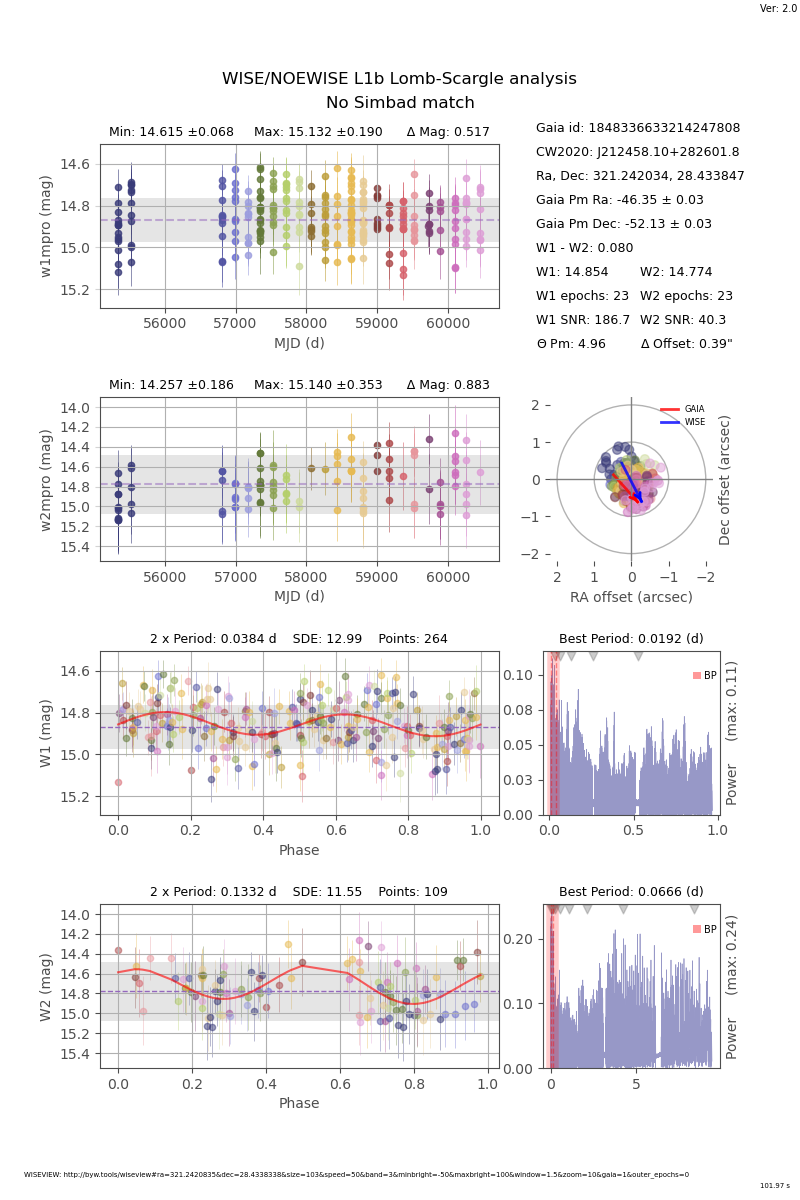 Ver: 2.0
WISE/NOEWISE L1b Lomb-Scargle analysis
No Simbad match
Min: 14.615 ±0.068 Max: 15.132 ±0.190 Δ Mag: 0.517
14.6
14.8
15.0
15.2
w1mpro (mag)
56000 57000 58000 59000 60000
MJD (d)
Gaia id: 1848336633214247808
CW2020: J212458.10+282601.8
Ra, Dec: 321.242034, 28.433847
Gaia Pm Ra: -46.35 ± 0.03
Gaia Pm Dec: -52.13 ± 0.03
W1 - W2: 0.080
W1: 14.854 W2: 14.774
W1 epochs: 23 W2 epochs: 23
W1 SNR: 186.7 W2 SNR: 40.3
Θ Pm: 4.96 Δ Offset: 0.39"
Min: 14.257 ±0.186 Max: 15.140 ±0.353 Δ Mag: 0.883
14.0
14.2
14.4
14.6
14.8
15.0
15.2
15.4
w2mpro (mag)
56000 57000 58000 59000 60000
MJD (d)
GAIA
WISE
2
1
0
−1
−2
Dec offset (arcsec)
2 1 0 −1 −2
RA offset (arcsec)
2 x Period: 0.0384 d SDE: 12.99 Points: 264
14.6
14.8
15.0
15.2
W1 (mag)
0.0 0.2 0.4 0.6 0.8 1.0
Phase
Best Period: 0.0192 (d)
BP
0.10
0.08
0.05
0.03
0.00
Power (max: 0.11)
0.0 0.5 1.0
2 x Period: 0.1332 d SDE: 11.55 Points: 109
14.0
14.2
14.4
14.6
14.8
15.0
15.2
15.4
W2 (mag)
0.0 0.2 0.4 0.6 0.8 1.0
Phase
Best Period: 0.0666 (d)
BP
0.20
0.10
0.00
Power (max: 0.24)
0 5
WISEVIEW: http://byw.tools/wiseview#ra=321.2420835&dec=28.4338338&size=103&speed=50&band=3&minbright=-50&maxbright=100&window=1.5&zoom=10&gaia=1&outer_epochs=0
101.97 s